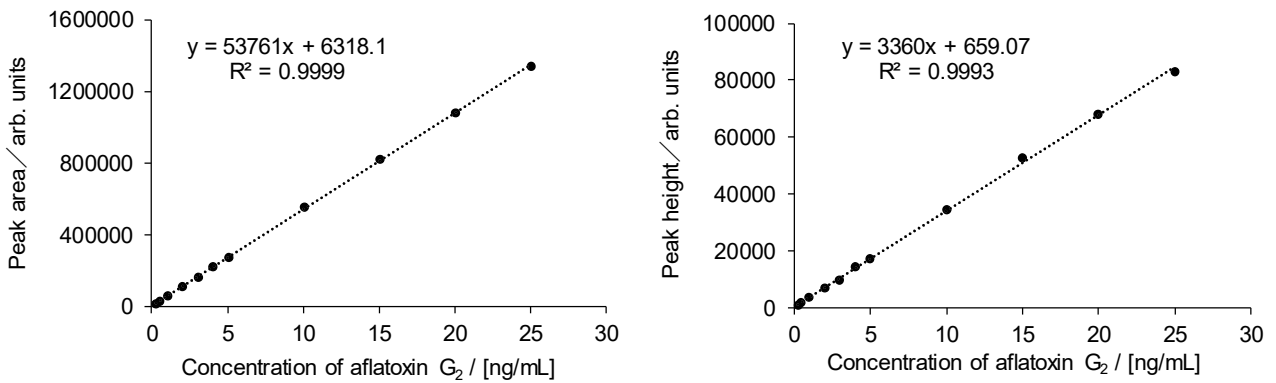 1600000
1200000
800000
400000
0
Peak area／arb. units
y = 53761x + 6318.1
R² = 0.9999
0 5 10 15 20 25 30
Concentration of aflatoxin G₂ / [ng/mL]
100000
80000
60000
40000
20000
0
Peak height／arb. units
y = 3360x + 659.07
R² = 0.9993
0 5 10 15 20 25 30
Concentration of aflatoxin G₂ / [ng/mL]